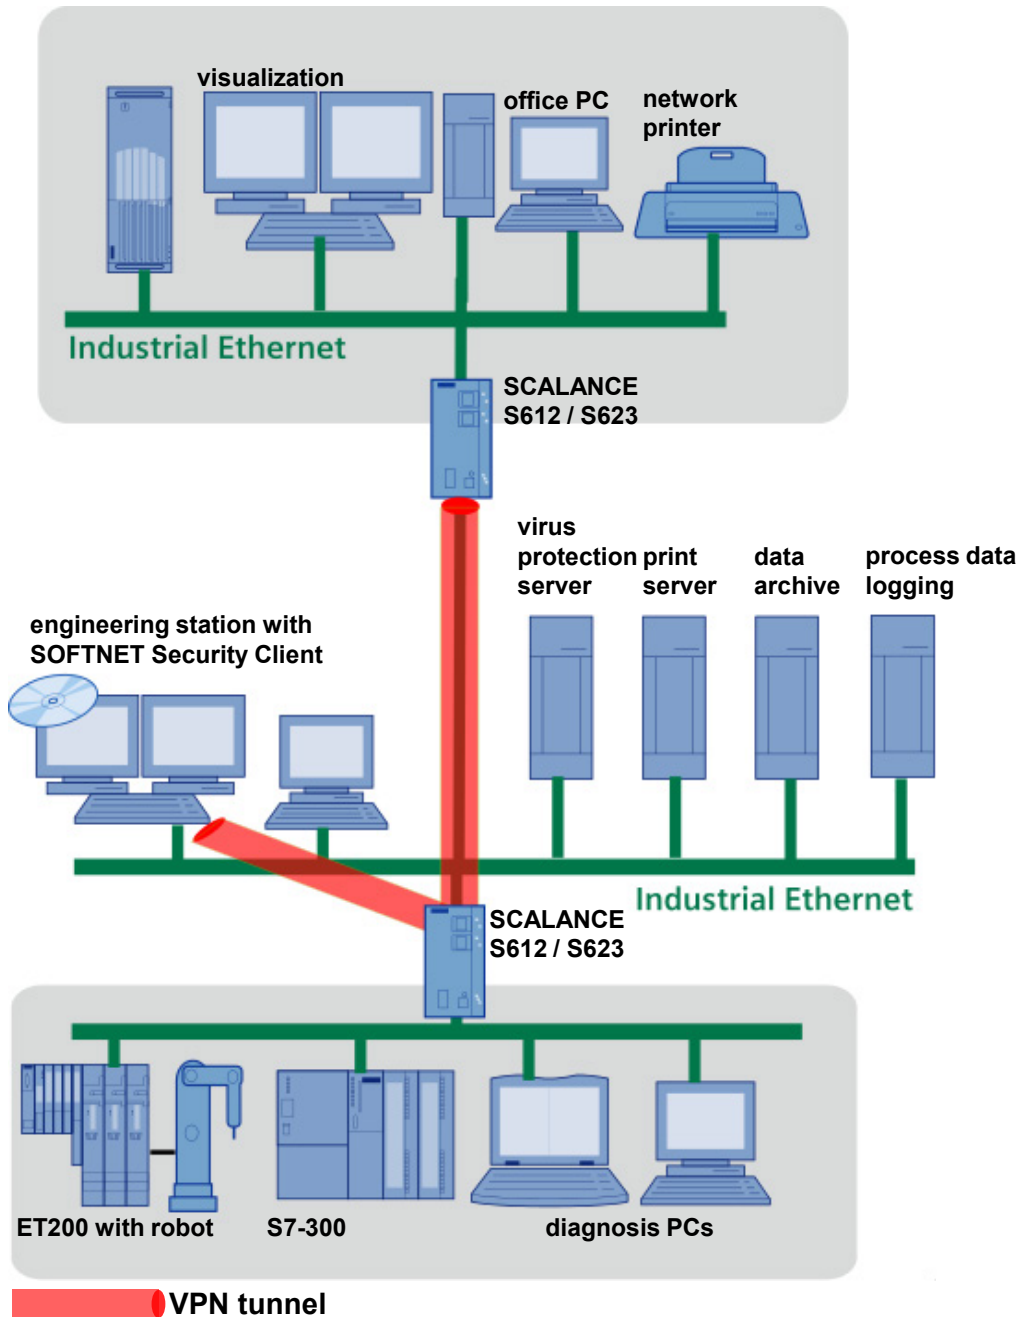 visualization
office PC
network
printer
Industrial Ethernet
SCALANCE
S612 / S623
virus
protection
server
print
server
data
archive
process data
logging
engineering station with
SOFTNET Security Client
Industrial Ethernet
SCALANCE
S612 / S623
ET200 with robot
S7-300
diagnosis PCs
VPN tunnel